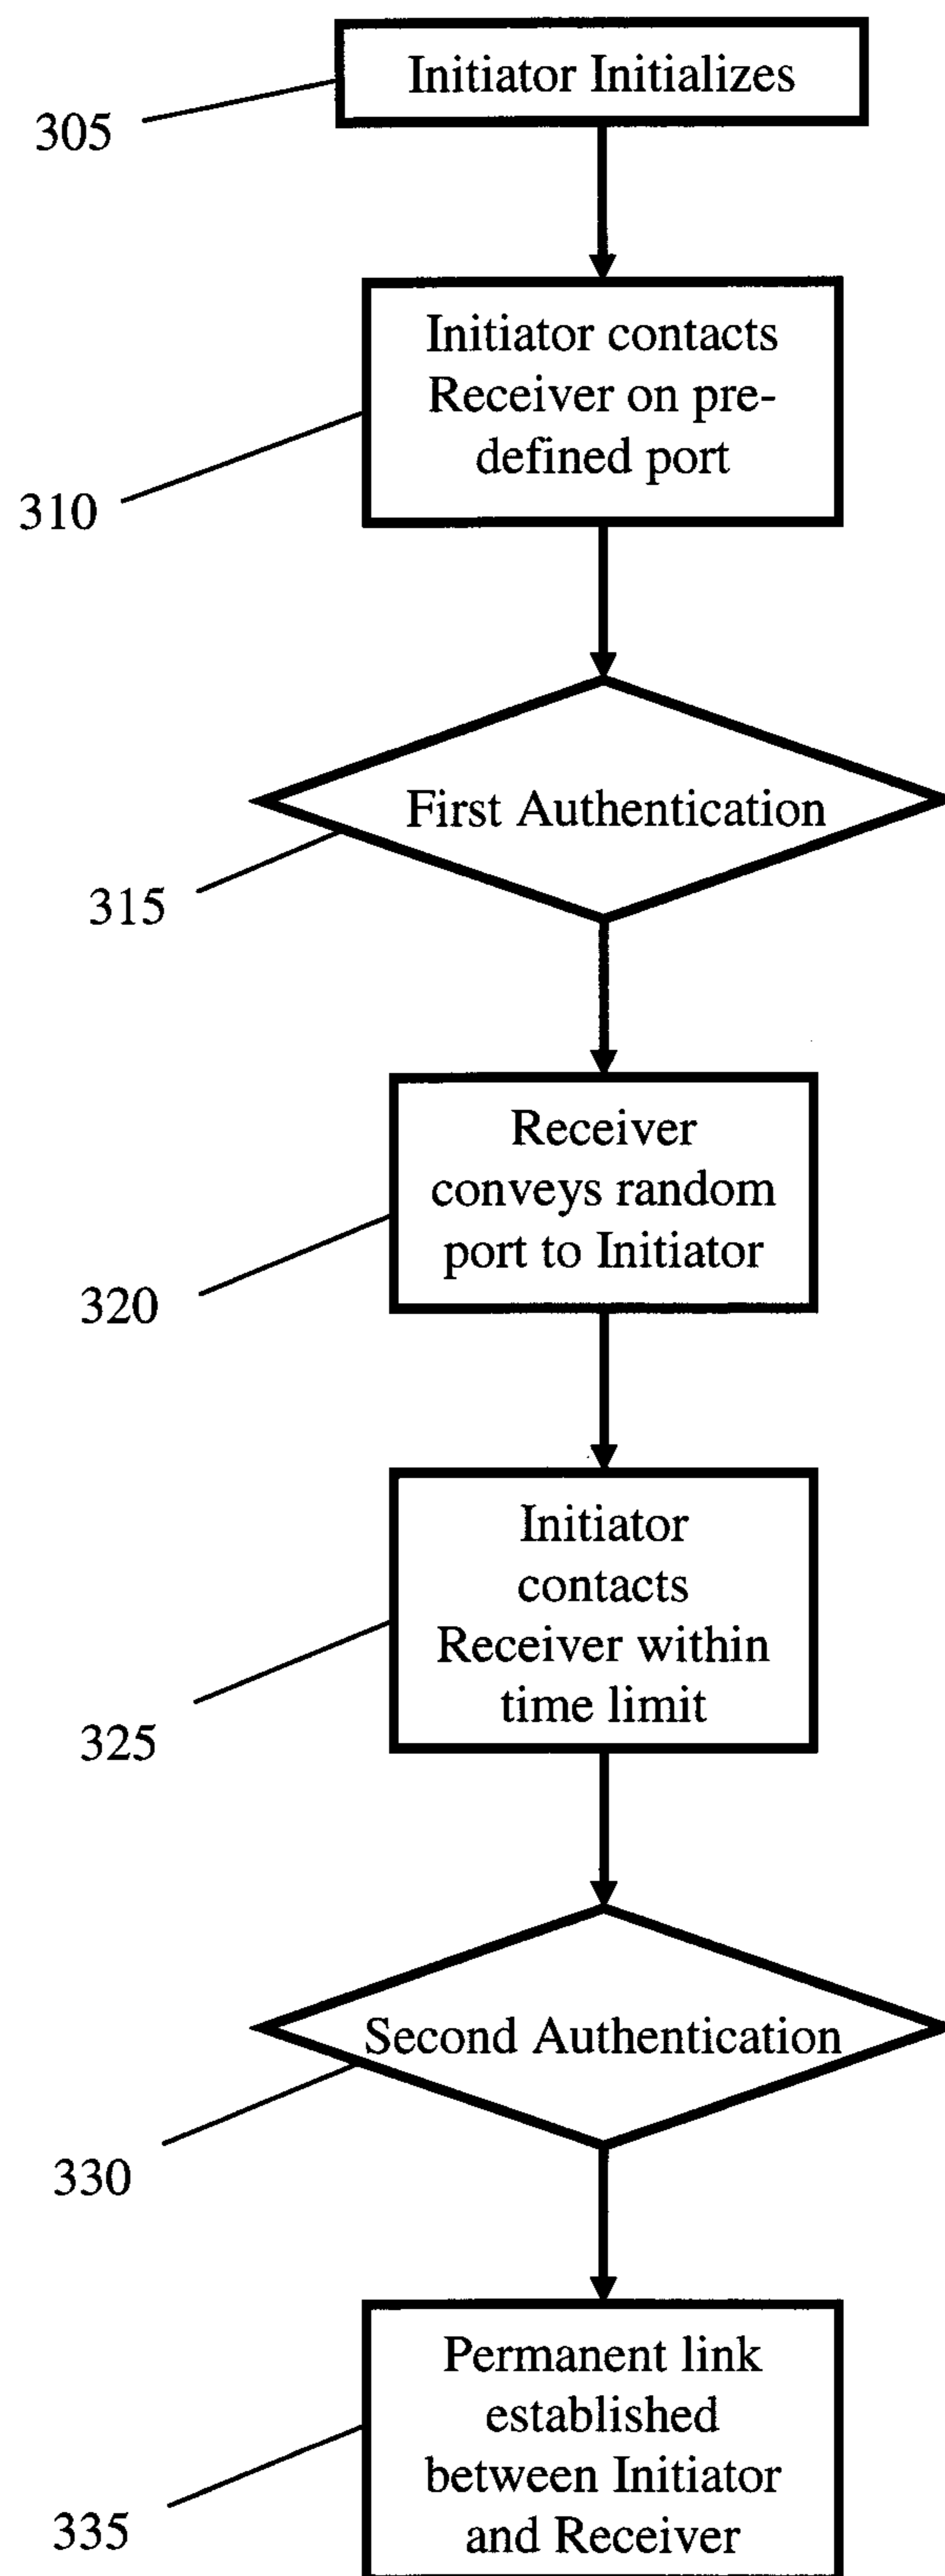 Initiator Initializes
305
Initiator contacts
Receiver on pre-
defined port
310
First Authentication
315
Receiver
conveys random
port to Initiator
320
Initiator
contacts
Receiver within
time limit
325
Second Authentication
330
Permanent link
established
between Initiator
and Receiver
335